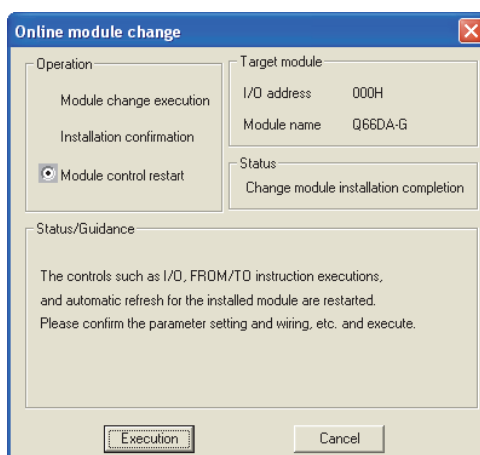 Online module change
Operation
Module change execution
Installation confirmation
Module control restart
Target module
I/O address 000H
Module name Q66DA-G
Status
Change module installation completion
Status/Guidance
The controls such as I/O, FROM/TO instruction executions,
and automatic refresh for the installed module are restarted.
Please confirm the parameter setting and wiring, etc. and execute.
Execution Cancel